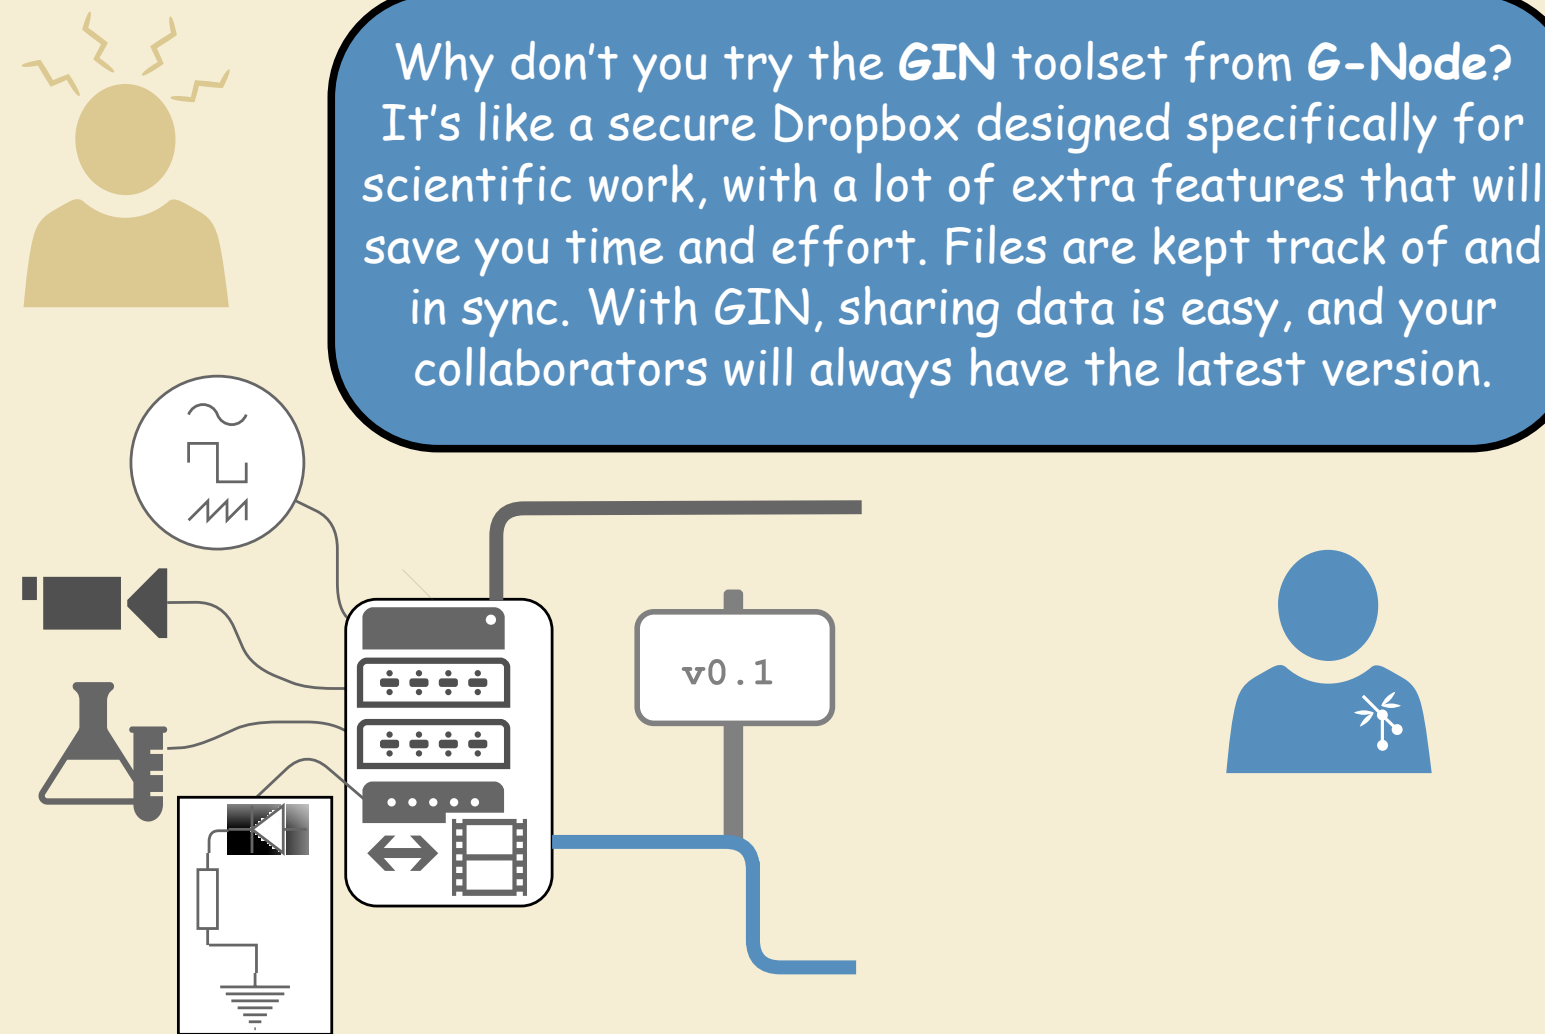 Why don't you try the GIN toolset from G-Node?
It's like a secure Dropbox designed specifically for
scientific work, with a lot of extra features that will
save you time and effort. Files are kept track of and
in sync. With GIN, sharing data is easy, and your
collaborators will always have the latest version.
v0.1